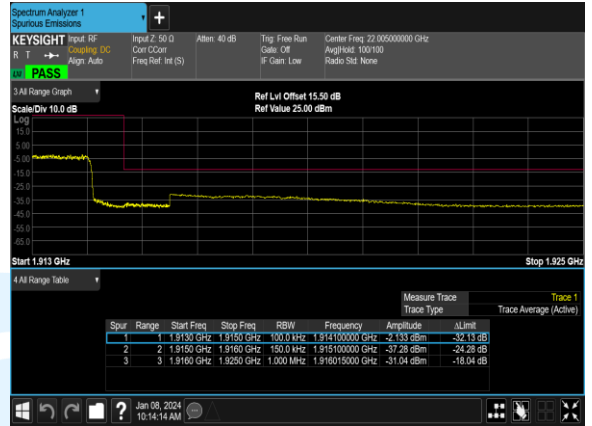 Spectrum Analyzer 1
Spurious Emissions
KEYSIGHT Input: RF Input Z: 50 Ω Atten: 40 dB Trig: Free Run Center Freq: 22.005000000 GHz
R T Coupling: DC Corr CCorr Gate: Off Avg|Hold: 100/100
Align: Auto Freq Ref: Int (S) IF Gain: Low Radio Std: None
PASS
3 All Range Graph
Ref Lvl Offset 15.50 dB
Scale/Div 10.0 dB Ref Value 25.00 dBm
Log
15.0
5.00
-5.00
-15.0
-25.0
-35.0
-45.0
-55.0
-65.0
Start 1.913 GHz Stop 1.925 GHz
4 All Range Table
Measure Trace Trace 1
Trace Type Trace Average (Active)
Spur Range Start Freq Stop Freq RBW Frequency Amplitude ΔLimit
1 1 1.9130 GHz 1.9150 GHz 100.0 kHz 1.914100000 GHz -2.133 dBm -32.13 dB
2 2 1.9150 GHz 1.9160 GHz 150.0 kHz 1.915100000 GHz -37.28 dBm -24.28 dB
3 3 1.9160 GHz 1.9250 GHz 1.000 MHz 1.916015000 GHz -31.04 dBm -18.04 dB
? Jan 08, 2024
10:14:14 AM